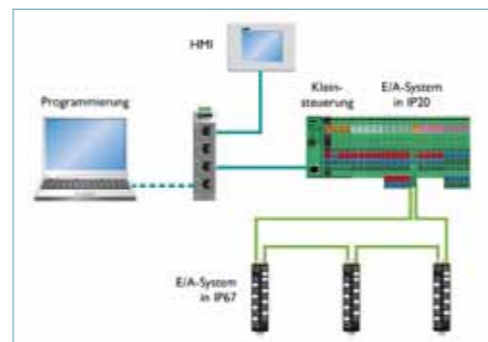 HMI
Programmierung
Klein-
steuerung
E/A-System
in IP20
E/A-System
in IP67